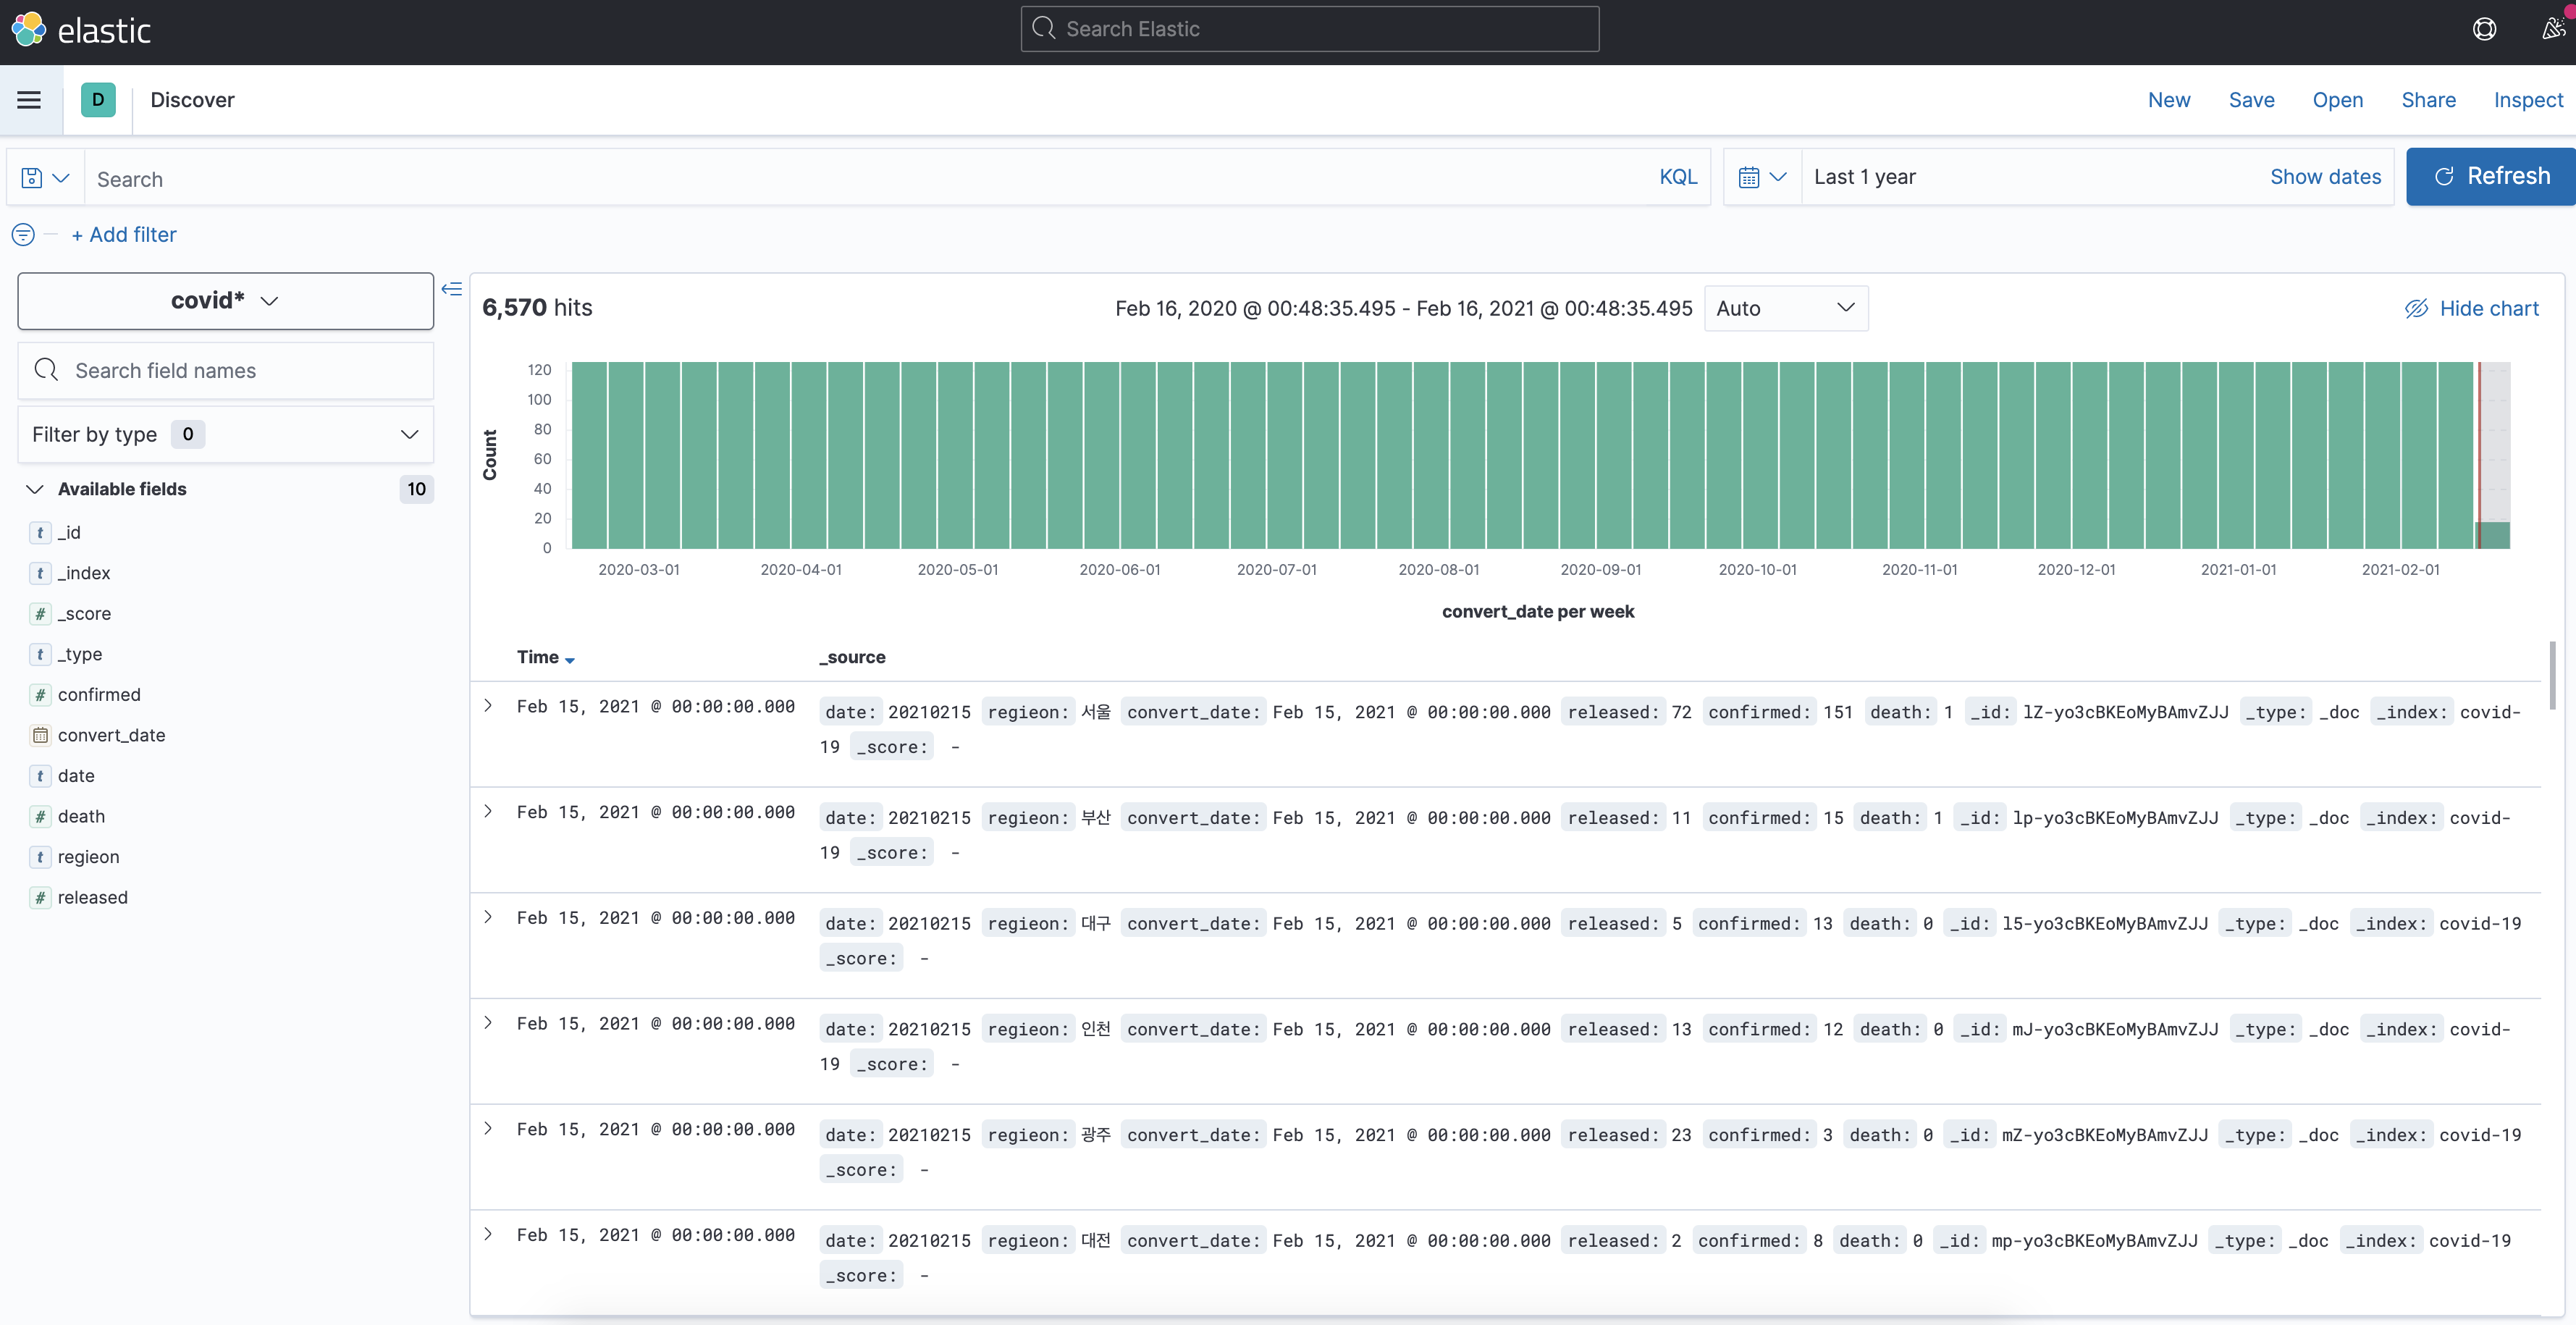 elastic
Search Elastic
D Discover New Save Open Share Inspect
Search KQL Last 1 year Show dates Refresh
+ Add filter
covid*
Search field names
Filter by type 0
Available fields 10
t _id
t _index
# _score
t _type
# confirmed
convert_date
t date
# death
t regieon
# released
6,570 hits Feb 16, 2020 @ 00:48:35.495 - Feb 16, 2021 @ 00:48:35.495 Auto Hide chart
Count
120
100
80
60
40
20
0
2020-03-01 2020-04-01 2020-05-01 2020-06-01 2020-07-01 2020-08-01 2020-09-01 2020-10-01 2020-11-01 2020-12-01 2021-01-01 2021-02-01
convert_date per week
Time _source
Feb 15, 2021 @ 00:00:00.000 date: 20210215 regieon: 서울 convert_date: Feb 15, 2021 @ 00:00:00.000 released: 72 confirmed: 151 death: 1 _id: lZ-yo3cBKEoMyBAmvZJJ _type: _doc _index: covid-
19 _score: -
Feb 15, 2021 @ 00:00:00.000 date: 20210215 regieon: 부산 convert_date: Feb 15, 2021 @ 00:00:00.000 released: 11 confirmed: 15 death: 1 _id: lp-yo3cBKEoMyBAmvZJJ _type: _doc _index: covid-
19 _score: -
Feb 15, 2021 @ 00:00:00.000 date: 20210215 regieon: 대구 convert_date: Feb 15, 2021 @ 00:00:00.000 released: 5 confirmed: 13 death: 0 _id: l5-yo3cBKEoMyBAmvZJJ _type: _doc _index: covid-19
_score: -
Feb 15, 2021 @ 00:00:00.000 date: 20210215 regieon: 인천 convert_date: Feb 15, 2021 @ 00:00:00.000 released: 13 confirmed: 12 death: 0 _id: mJ-yo3cBKEoMyBAmvZJJ _type: _doc _index: covid-
19 _score: -
Feb 15, 2021 @ 00:00:00.000 date: 20210215 regieon: 광주 convert_date: Feb 15, 2021 @ 00:00:00.000 released: 23 confirmed: 3 death: 0 _id: mZ-yo3cBKEoMyBAmvZJJ _type: _doc _index: covid-19
_score: -
Feb 15, 2021 @ 00:00:00.000 date: 20210215 regieon: 대전 convert_date: Feb 15, 2021 @ 00:00:00.000 released: 2 confirmed: 8 death: 0 _id: mp-yo3cBKEoMyBAmvZJJ _type: _doc _index: covid-19
_score: -